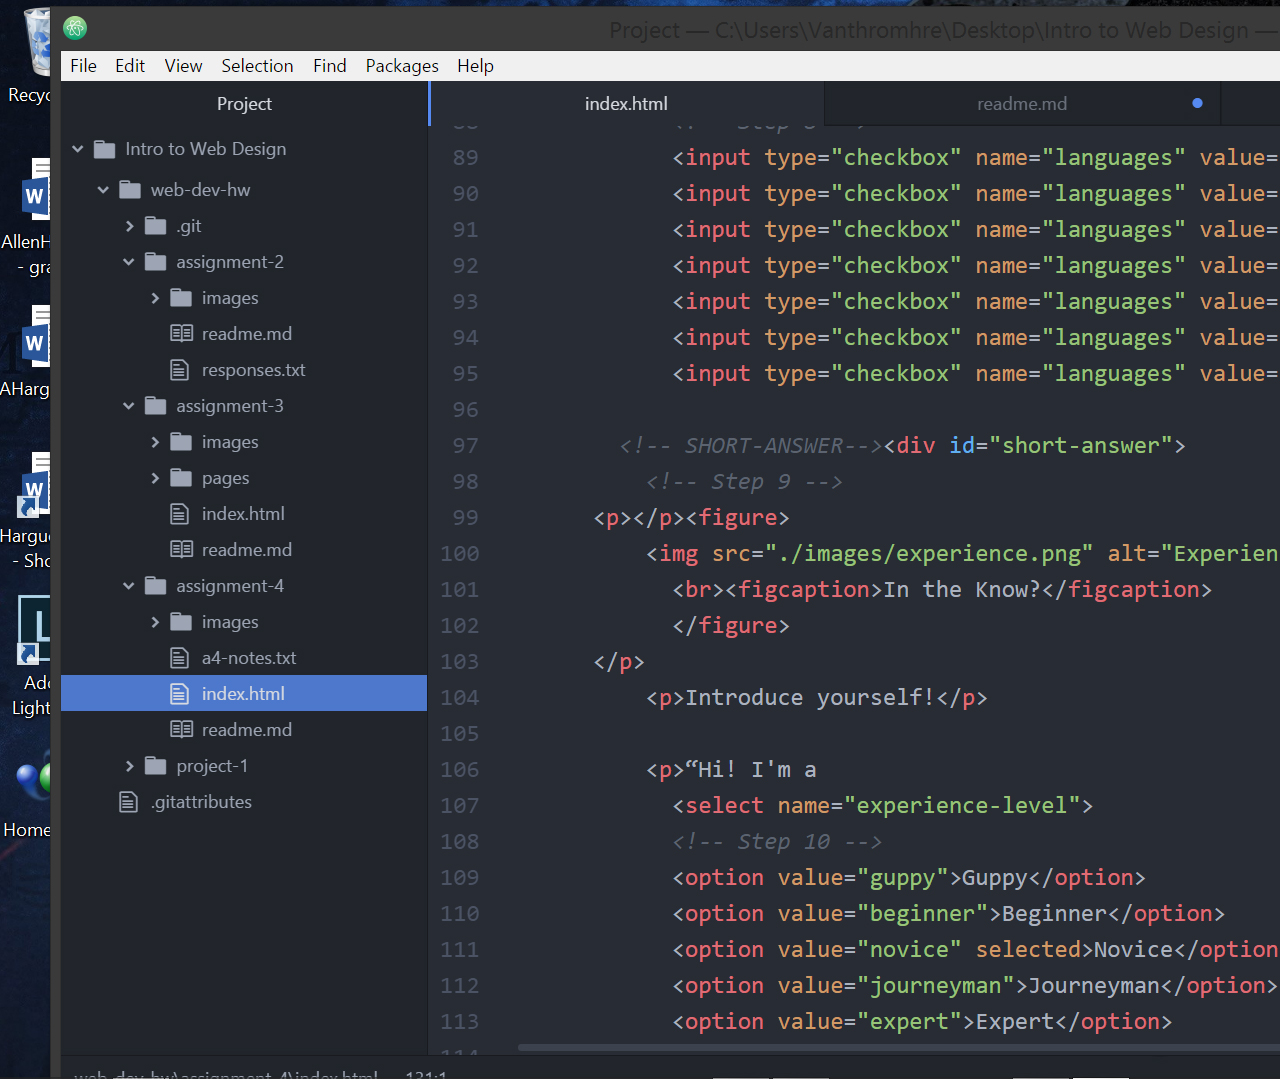 Project — C:\Users\Vanthromhre\Desktop\Intro to Web Design —
File Edit View Selection Find Packages Help
Project
index.html
readme.md
Intro to Web Design
web-dev-hw
.git
assignment-2
images
readme.md
responses.txt
assignment-3
images
pages
index.html
readme.md
assignment-4
images
a4-notes.txt
index.html
readme.md
project-1
.gitattributes
89 <input type="checkbox" name="languages" value=
90 <input type="checkbox" name="languages" value=
91 <input type="checkbox" name="languages" value=
92 <input type="checkbox" name="languages" value=
93 <input type="checkbox" name="languages" value=
94 <input type="checkbox" name="languages" value=
95 <input type="checkbox" name="languages" value=
96
97 <!-- SHORT-ANSWER--><div id="short-answer">
98 <!-- Step 9 -->
99 <p></p><figure>
100 <img src="./images/experience.png" alt="Experien
101 <br><figcaption>In the Know?</figcaption>
102 </figure>
103 </p>
104 <p>Introduce yourself!</p>
105
106 <p>“Hi! I'm a
107 <select name="experience-level">
108 <!-- Step 10 -->
109 <option value="guppy">Guppy</option>
110 <option value="beginner">Beginner</option>
111 <option value="novice" selected>Novice</option
112 <option value="journeyman">Journeyman</option>
113 <option value="expert">Expert</option>
web-dev-hw\assignment-4\index.html 131:1
Recyc
W
AllenH
- gra
W
AHarg
W
Hargu
- Sho
L
Ado
Light
Home